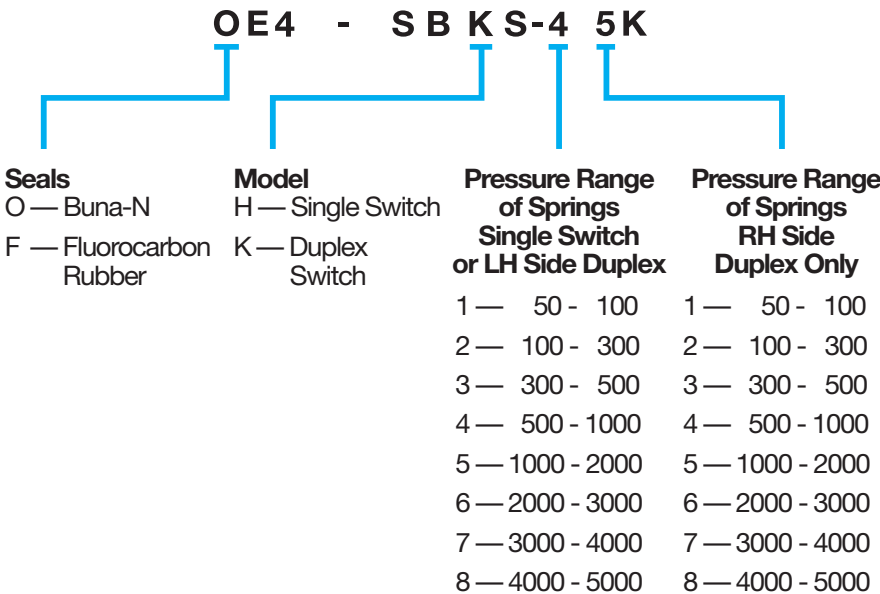 OE4 - SBKS-4 5K
Seals
O — Buna-N
F — Fluorocarbon
Rubber
Model
H — Single Switch
K — Duplex
Switch
Pressure Range
of Springs
Single Switch
or LH Side Duplex
1 — 50 - 100
2 — 100 - 300
3 — 300 - 500
4 — 500 - 1000
5 — 1000 - 2000
6 — 2000 - 3000
7 — 3000 - 4000
8 — 4000 - 5000
Pressure Range
of Springs
RH Side
Duplex Only
1 — 50 - 100
2 — 100 - 300
3 — 300 - 500
4 — 500 - 1000
5 — 1000 - 2000
6 — 2000 - 3000
7 — 3000 - 4000
8 — 4000 - 5000